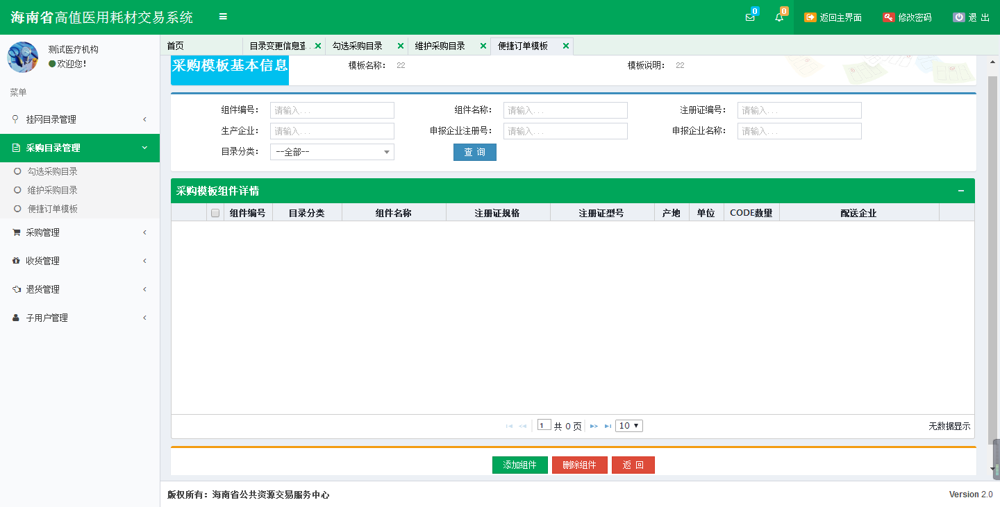 海南省高值医用耗材交易系统
0
0
返回主界面
修改密码
退 出
测试医疗机构
欢迎您!
菜单
挂网目录管理
采购目录管理
勾选采购目录
维护采购目录
便捷订单模板
采购管理
收货管理
退货管理
子用户管理
首页
目录变更信息查...
勾选采购目录
维护采购目录
便捷订单模板
采购模板基本信息
模板名称: 22
模板说明: 22
组件编号: 请输入...
组件名称: 请输入...
注册证编号: 请输入...
生产企业: 请输入...
申报企业注册号: 请输入...
申报企业名称: 请输入...
目录分类: --全部--
查 询
采购模板组件详情
组件编号 目录分类 组件名称 注册证规格 注册证型号 产地 单位 CODE数量 配送企业
1 共 0 页 10
无数据显示
添加组件 删除组件 返 回
版权所有: 海南省公共资源交易服务中心
Version 2.0